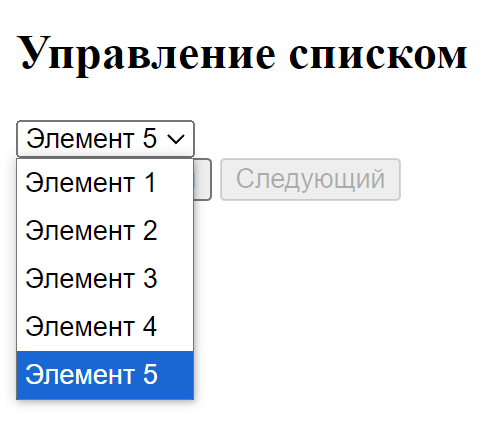 Управление списком
Элемент 5
Следующий
Элемент 1
Элемент 2
Элемент 3
Элемент 4
Элемент 5